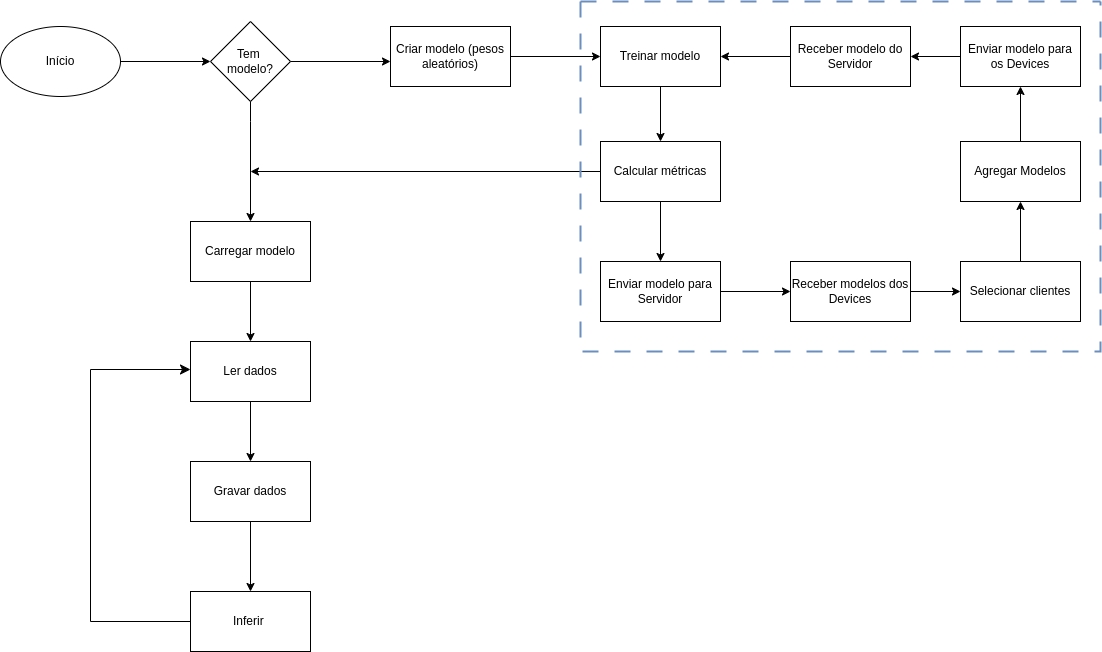 Início
Tem
modelo?
Criar modelo (pesos
aleatórios)
Treinar modelo
Receber modelo do
Servidor
Enviar modelo para
os Devices
Calcular métricas
Agregar Modelos
Carregar modelo
Enviar modelo para
Servidor
Receber modelos dos
Devices
Selecionar clientes
Ler dados
Gravar dados
Inferir